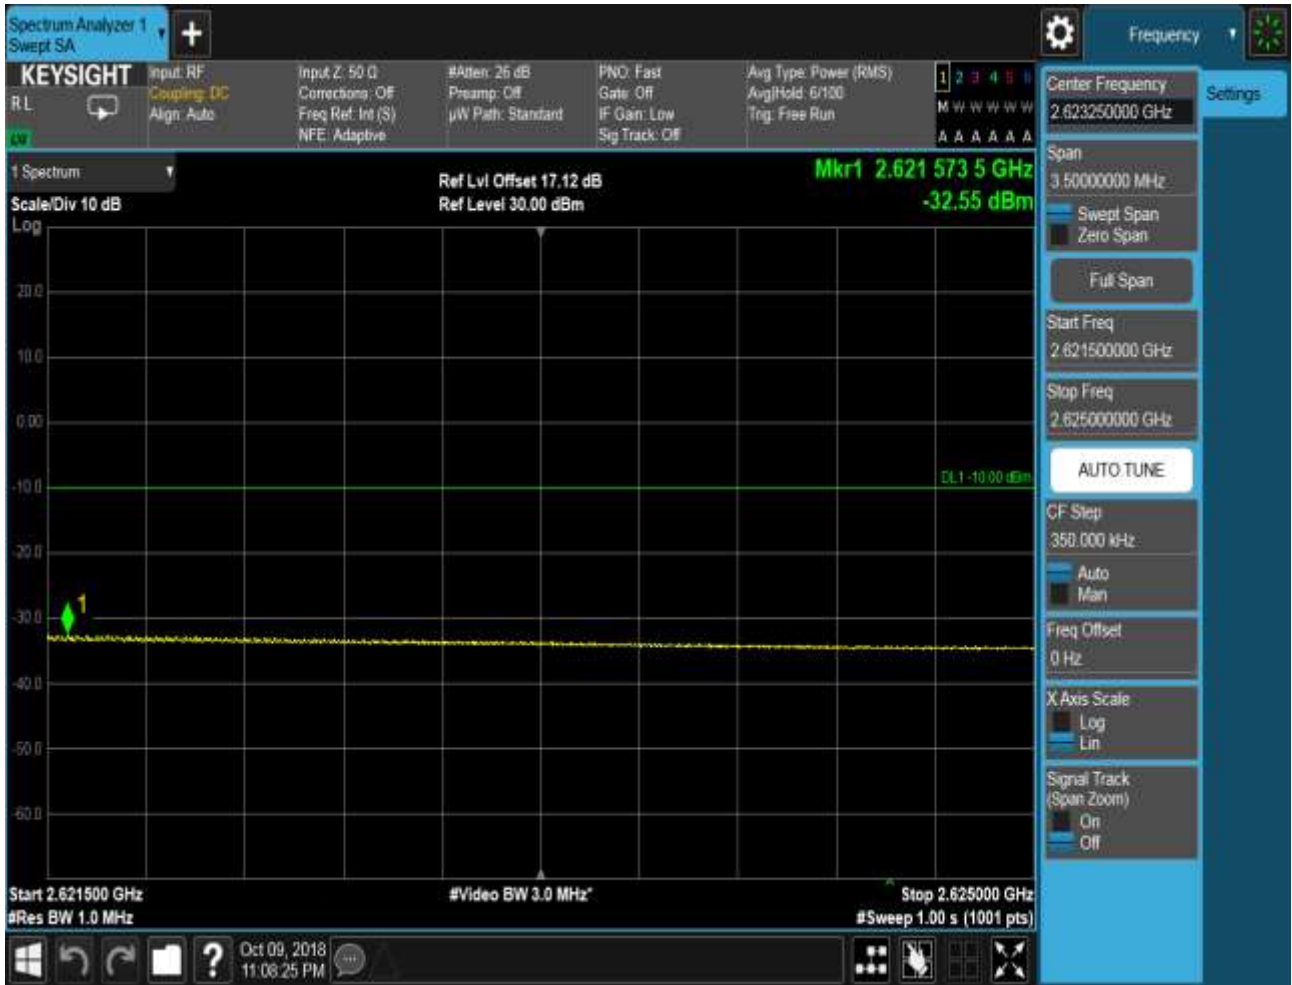 Spectrum Analyzer 1
Swept SA
+
Frequency
KEYSIGHT
R L
Input: RF
Coupling: DC
Align: Auto
Input Z: 50 Ω
Corrections: Off
Freq Ref: Int (S)
NFE: Adaptive
#Atten: 26 dB
Preamp: Off
µW Path: Standard
PNO: Fast
Gate: Off
IF Gain: Low
Sig Track: Off
Avg Type: Power (RMS)
Avg|Hold: 6/100
Trig: Free Run
1 2 3 4 5 6
M W W W W W
A A A A A A
Settings
Center Frequency
2.623250000 GHz
Span
3.50000000 MHz
Swept Span
Zero Span
Full Span
Start Freq
2.621500000 GHz
Stop Freq
2.625000000 GHz
AUTO TUNE
CF Step
350.000 kHz
Auto
Man
Freq Offset
0 Hz
X Axis Scale
Log
Lin
Signal Track
(Span Zoom)
On
Off
1 Spectrum
Scale/Div 10 dB
Log
Ref Lvl Offset 17.12 dB
Ref Level 30.00 dBm
Mkr1 2.621 573 5 GHz
-32.55 dBm
20.0
10.0
0.00
-10.0
DL1 -10.00 dBm
-20.0
1
-30.0
-40.0
-50.0
-60.0
Start 2.621500 GHz
#Res BW 1.0 MHz
#Video BW 3.0 MHz*
Stop 2.625000 GHz
#Sweep 1.00 s (1001 pts)
?
Oct 09, 2018
11:08:25 PM